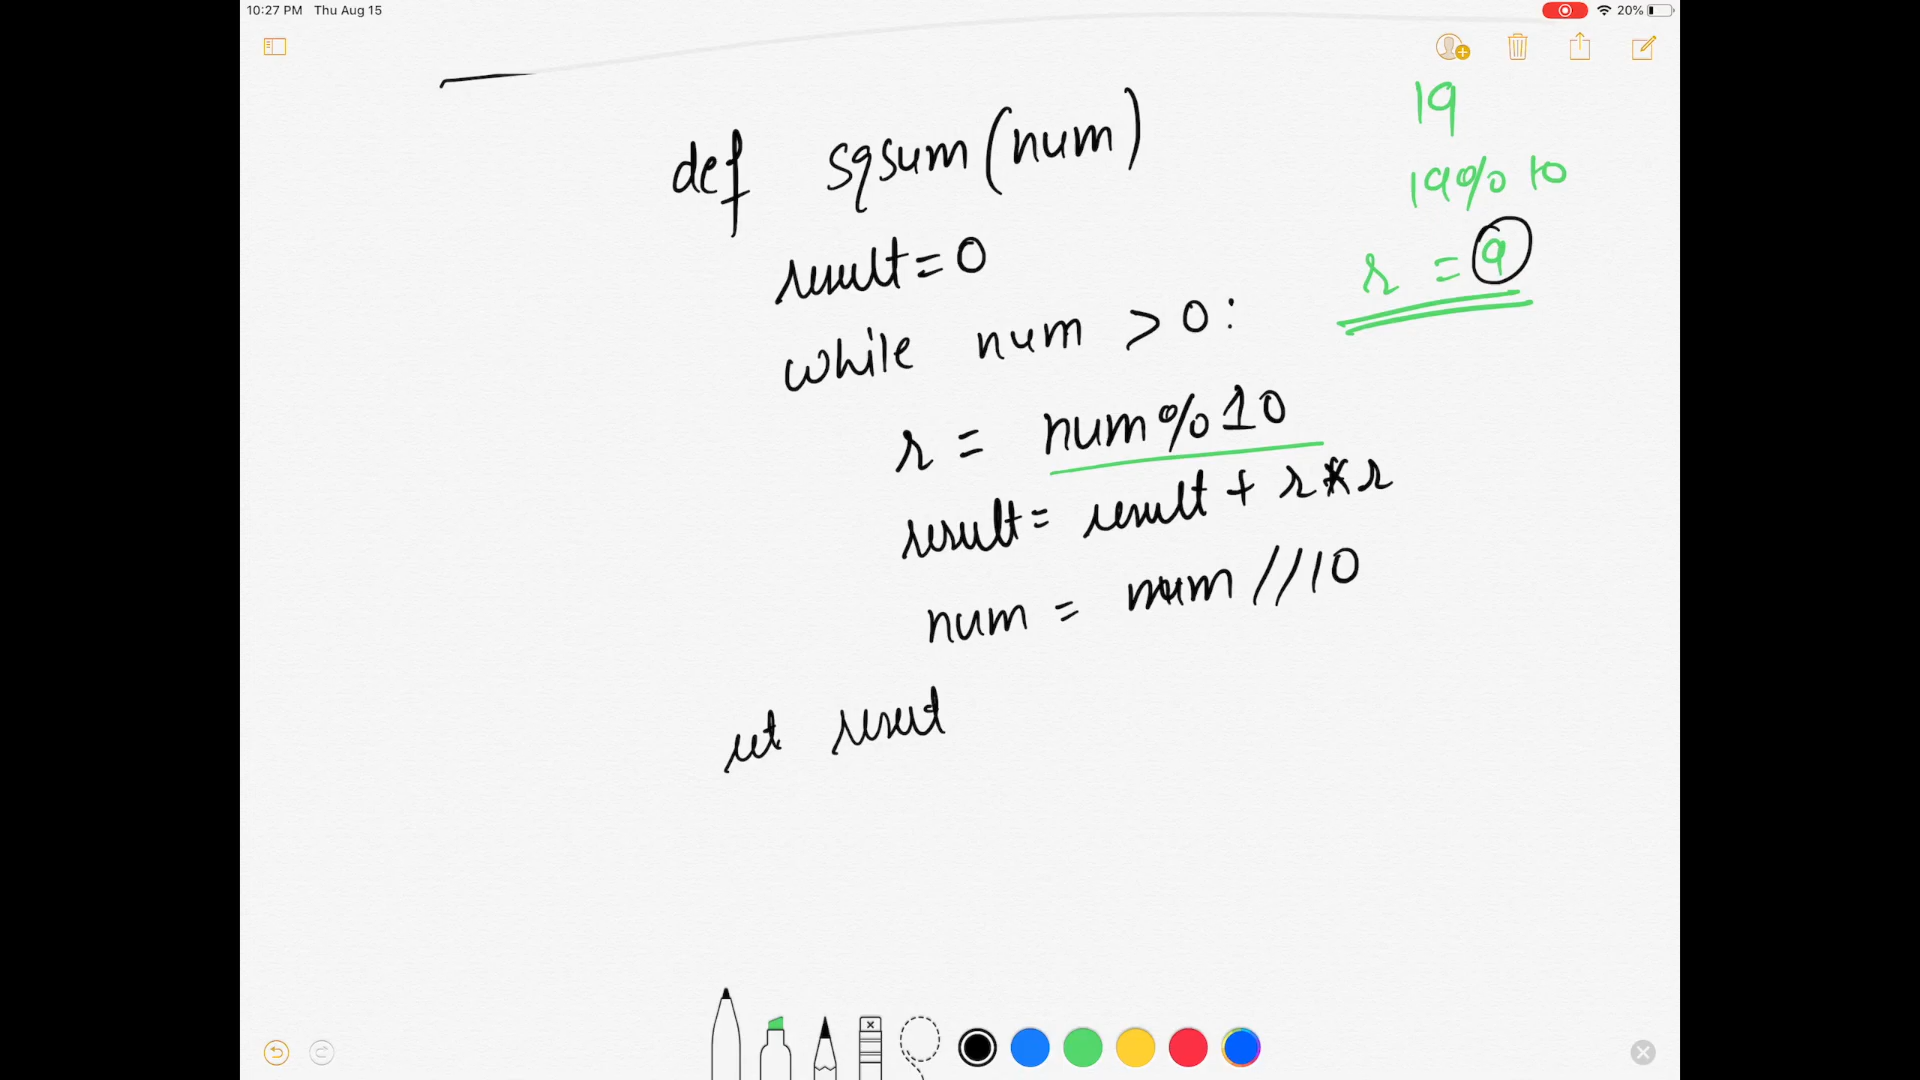 10:27 PM Thu Aug 15
20%
def sqsum(num)
result=0
while num > 0:
r = num%10
result= result + r*r
num = num //10
ret result
19
19% 10
r = 9